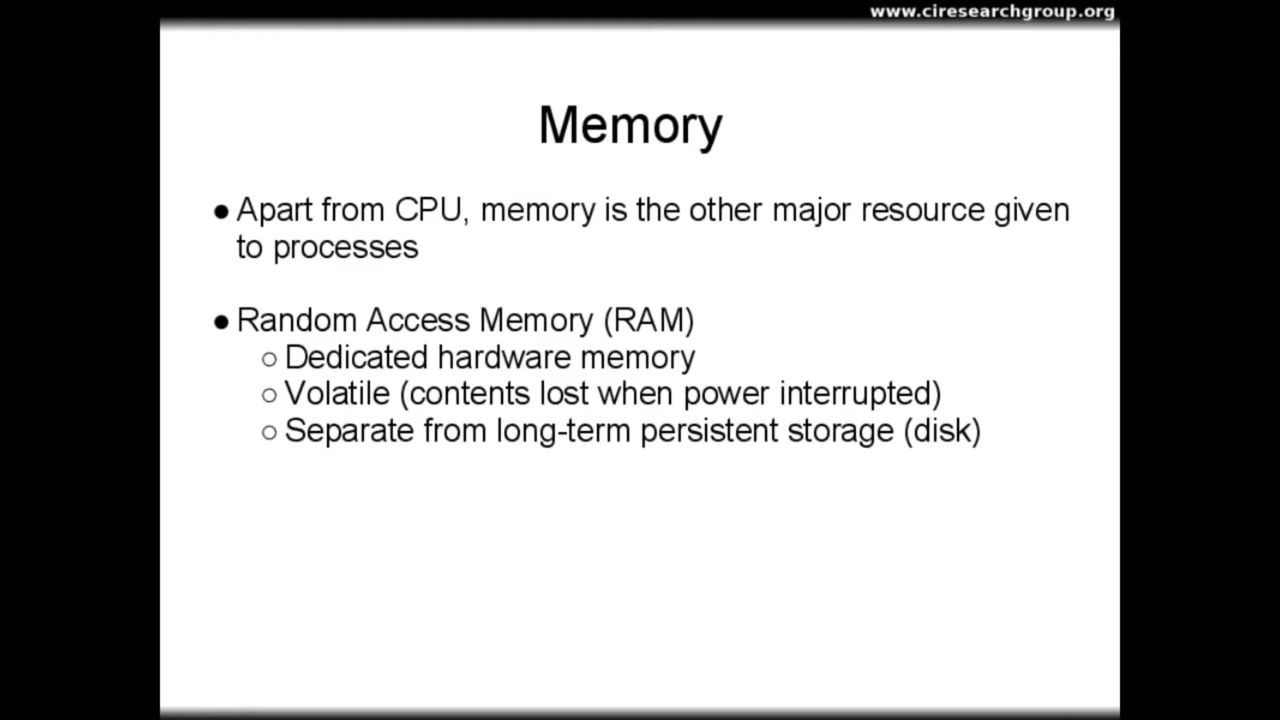 www.ciresearchgroup.org
Memory
● Apart from CPU, memory is the other major resource given
to processes
● Random Access Memory (RAM)
○ Dedicated hardware memory
○ Volatile (contents lost when power interrupted)
○ Separate from long-term persistent storage (disk)